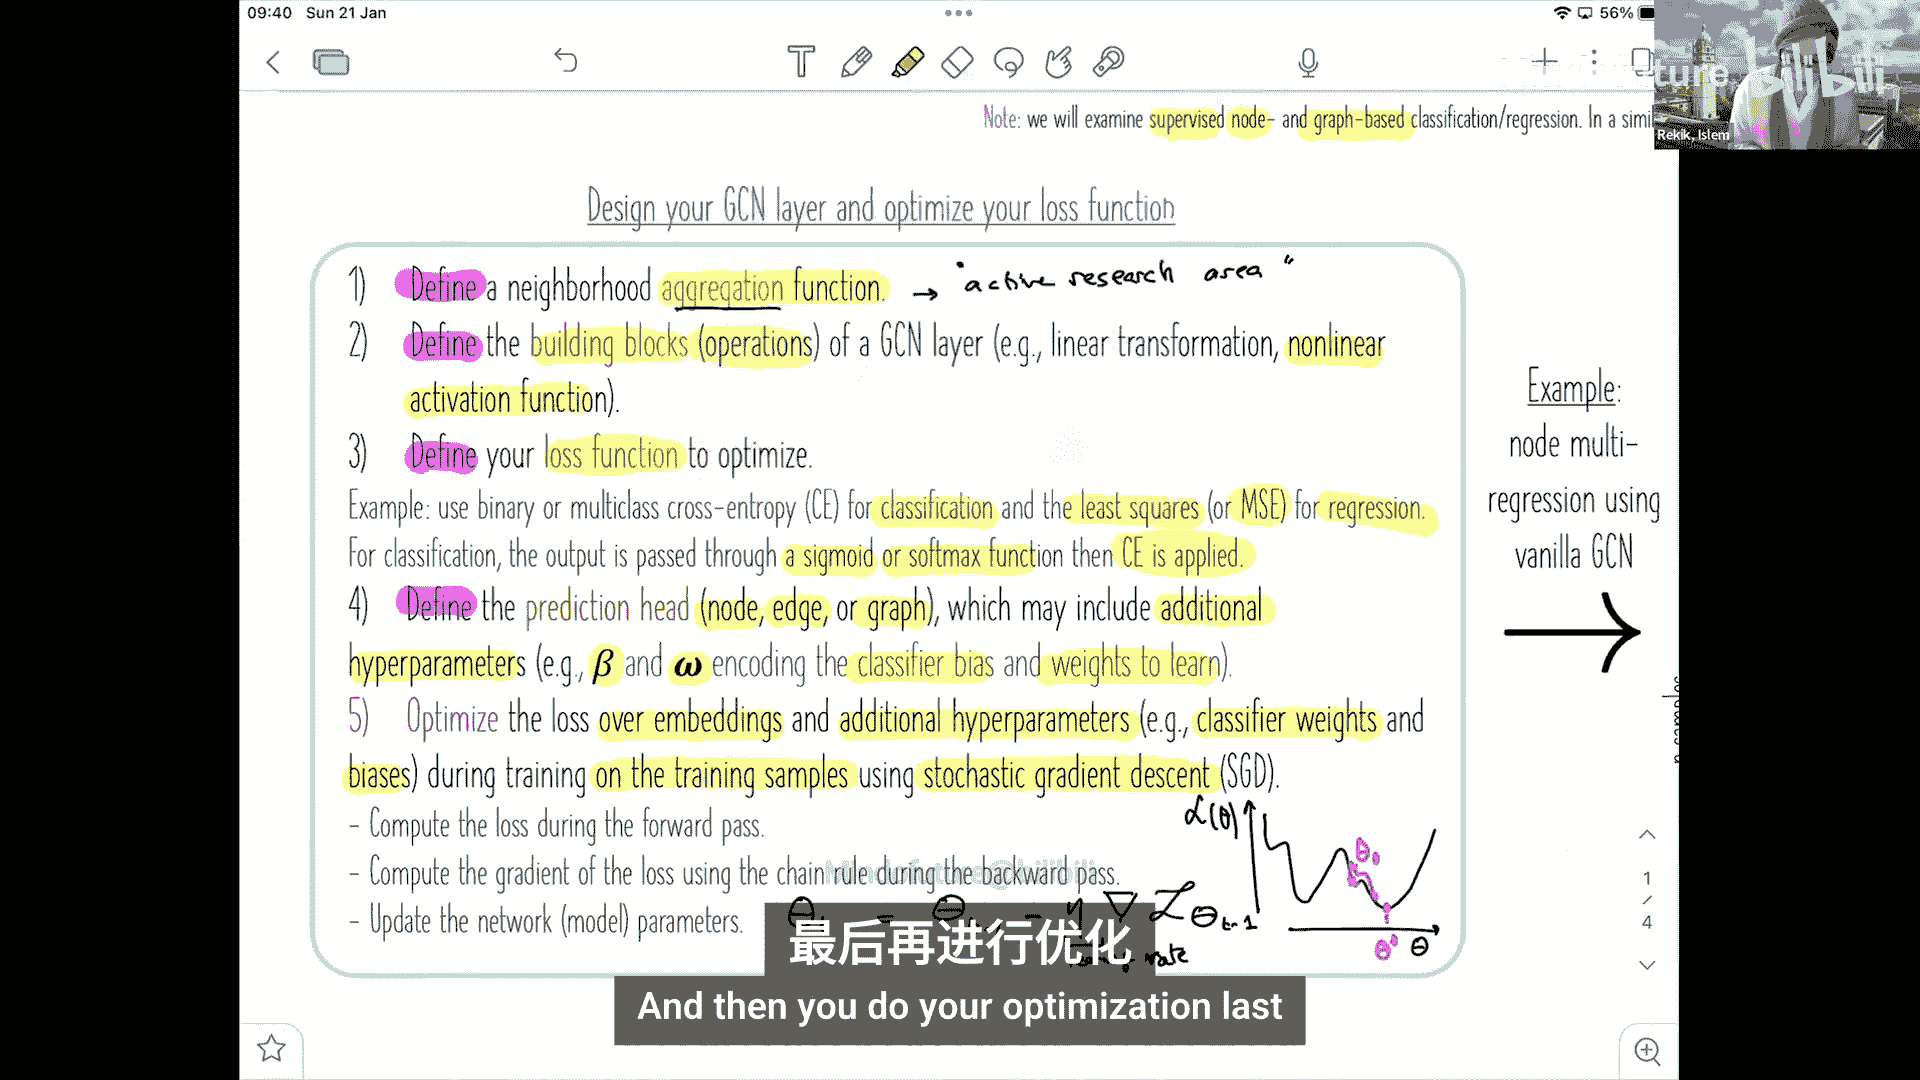 09:40 Sun 21 Jan
56%
Note: we will examine supervised node- and graph-based classification/regression. In a simi
ture bilibili
Rekik, Islem
Design your GCN layer and optimize your loss function
1) Define a neighborhood aggregation function. → "active research area"
2) Define the building blocks (operations) of a GCN layer (e.g., linear transformation, nonlinear
activation function).
3) Define your loss function to optimize.
Example: use binary or multiclass cross-entropy (CE) for classification and the least squares (or MSE) for regression.
For classification, the output is passed through a sigmoid or softmax function then CE is applied.
4) Define the prediction head (node, edge, or graph), which may include additional
hyperparameters (e.g., β and ω encoding the classifier bias and weights to learn).
5) Optimize the loss over embeddings and additional hyperparameters (e.g., classifier weights and
biases) during training on the training samples using stochastic gradient descent (SGD).
- Compute the loss during the forward pass.
- Compute the gradient of the loss using the chain rule during the backward pass.
- Update the network (model) parameters.
L(θ)
θ
Example:
node multi-
regression using
vanilla GCN
1
/
4
最后再进行优化
And then you do your optimization last